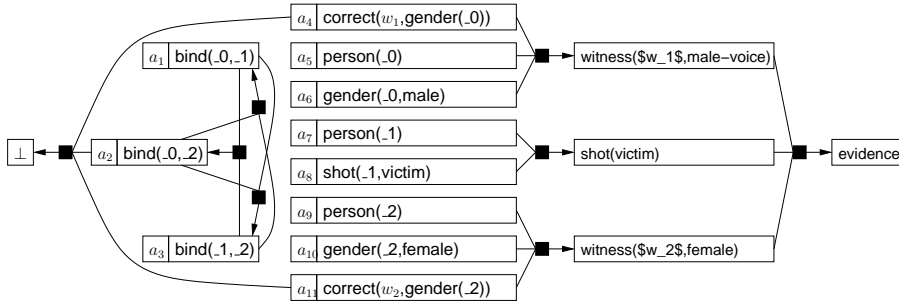 a4 correct(w1,gender(_0))
a1 bind(_0,_1)
a5 person(_0)
witness($w_1$,male−voice)
a6 gender(_0,male)
a7 person(_1)
⊥
a2 bind(_0,_2)
shot(victim)
evidence
a8 shot(_1,victim)
a9 person(_2)
a3 bind(_1,_2)
a10 gender(_2,female)
witness($w_2$,female)
a11 correct(w2,gender(_2))